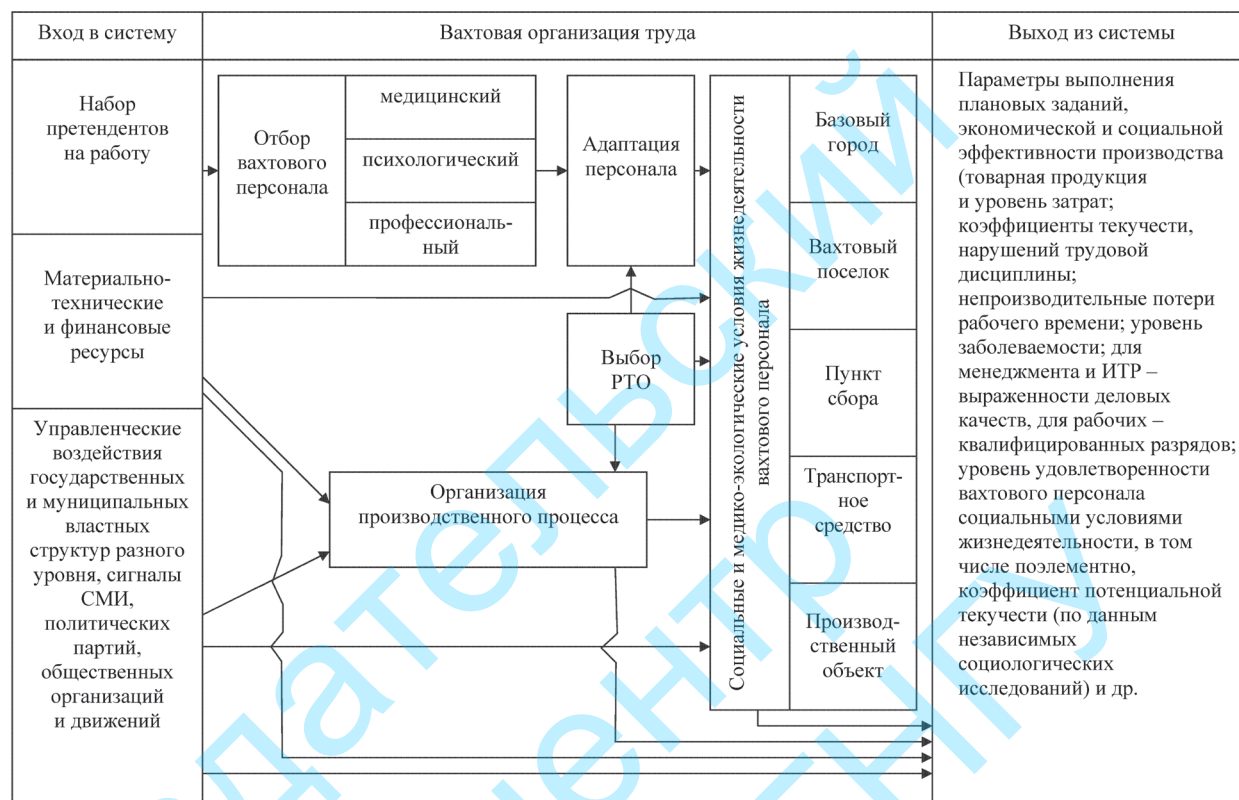 Вход в систему
Вахтовая организация труда
Выход из системы
Набор
претендентов
на работу
Материально-
технические
и финансовые
ресурсы
Управленческие
воздействия
государственных
и муниципальных
властных
структур разного
уровня, сигналы
СМИ,
политических
партий,
общественных
организаций
и движений
Отбор
вахтового
персонала
медицинский
психологический
профессиональ-
ный
Адаптация
персонала
Выбор
РТО
Организация
производственного процесса
Социальные и медико-экологические условия жизнедеятельности
вахтового персонала
Базовый
город
Вахтовый
поселок
Пункт
сбора
Транспорт-
ное
средство
Производ-
ственный
объект
Параметры выполнения
плановых заданий,
экономической и социальной
эффективности производства
(товарная продукция
и уровень затрат;
коэффициенты текучести,
нарушений трудовой
дисциплины;
непроизводительные потери
рабочего времени; уровень
заболеваемости; для
менеджмента и ИТР –
выраженности деловых
качеств, для рабочих –
квалифицированных разрядов;
уровень удовлетворенности
вахтового персонала
социальными условиями
жизнедеятельности, в том
числе поэлементно,
коэффициент потенциальной
текучести (по данным
независимых
социологических
исследований) и др.